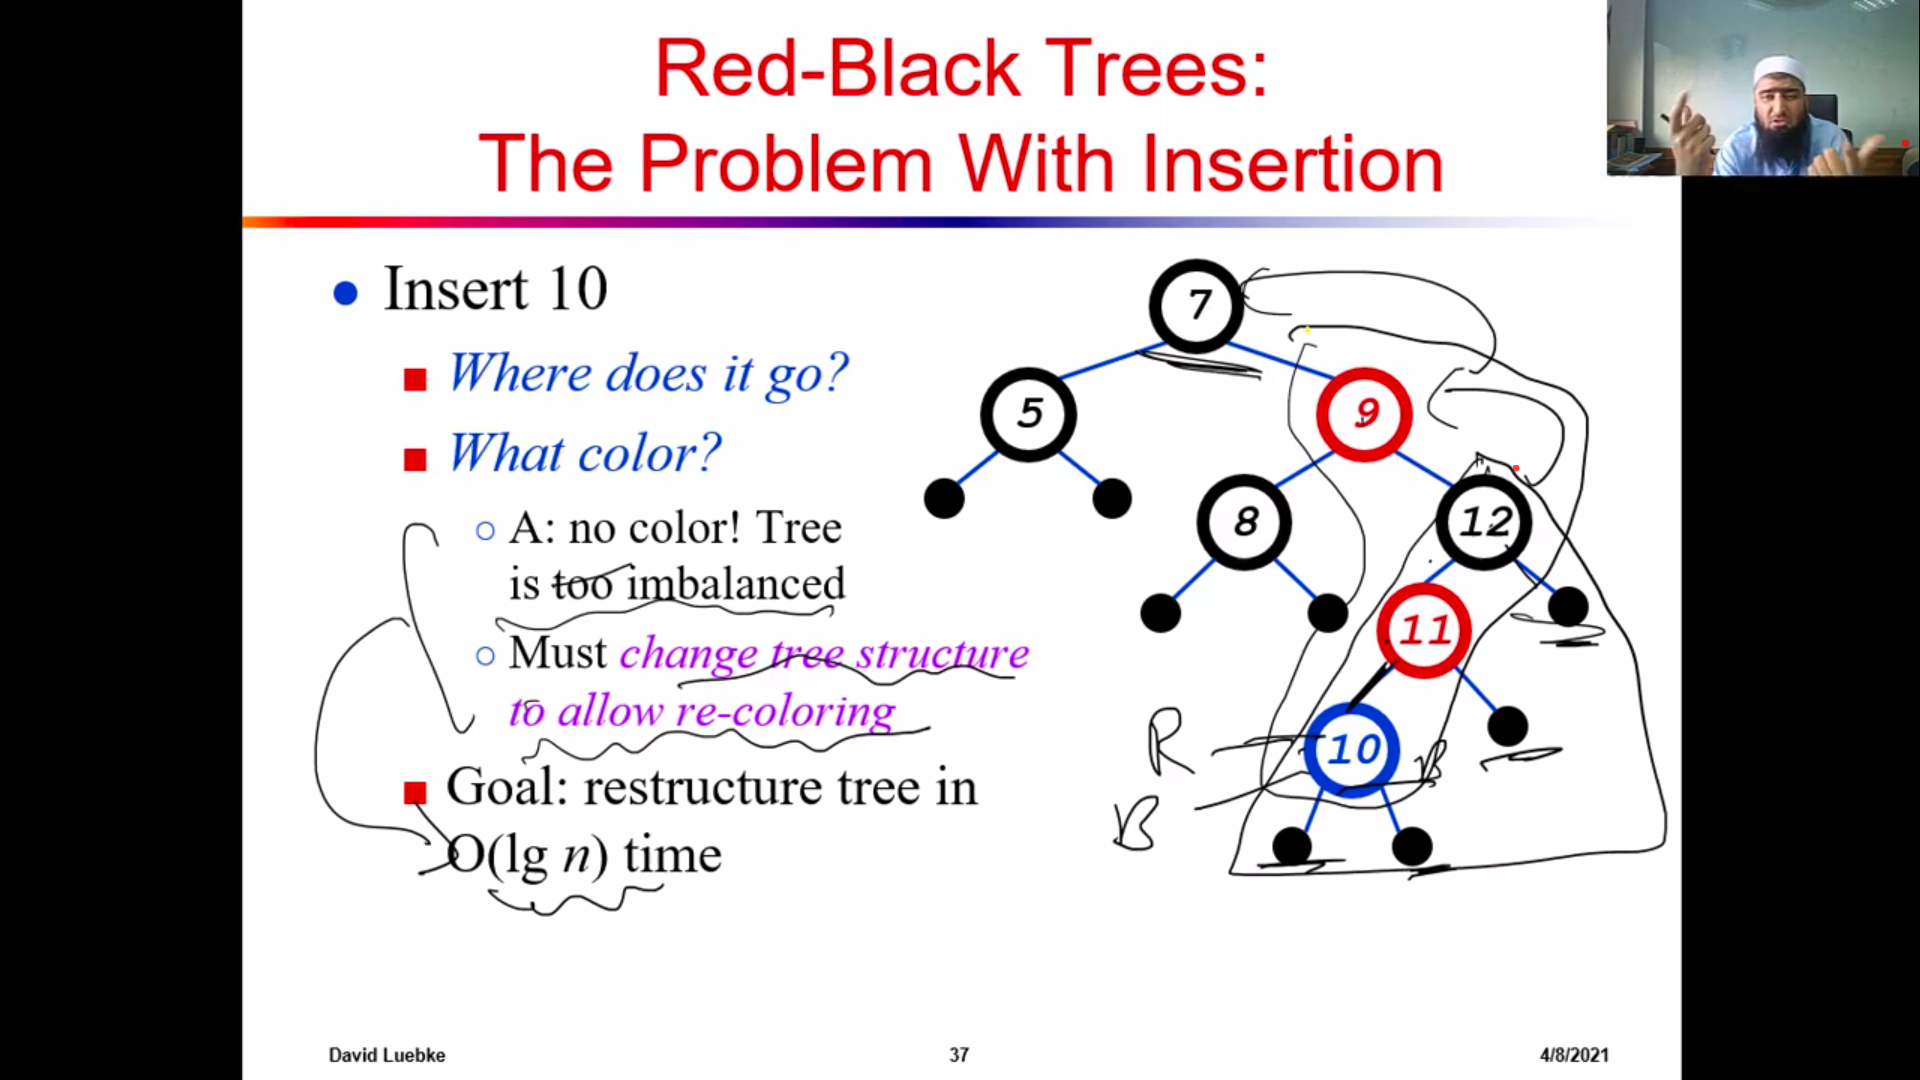 Red-Black Trees:
The Problem With Insertion
Insert 10
Where does it go?
What color?
A: no color! Tree
is too imbalanced
Must change tree structure
to allow re-coloring
Goal: restructure tree in
O(lg n) time
7
5
9
8
12
11
10
R
B
B
David Luebke
37
4/8/2021